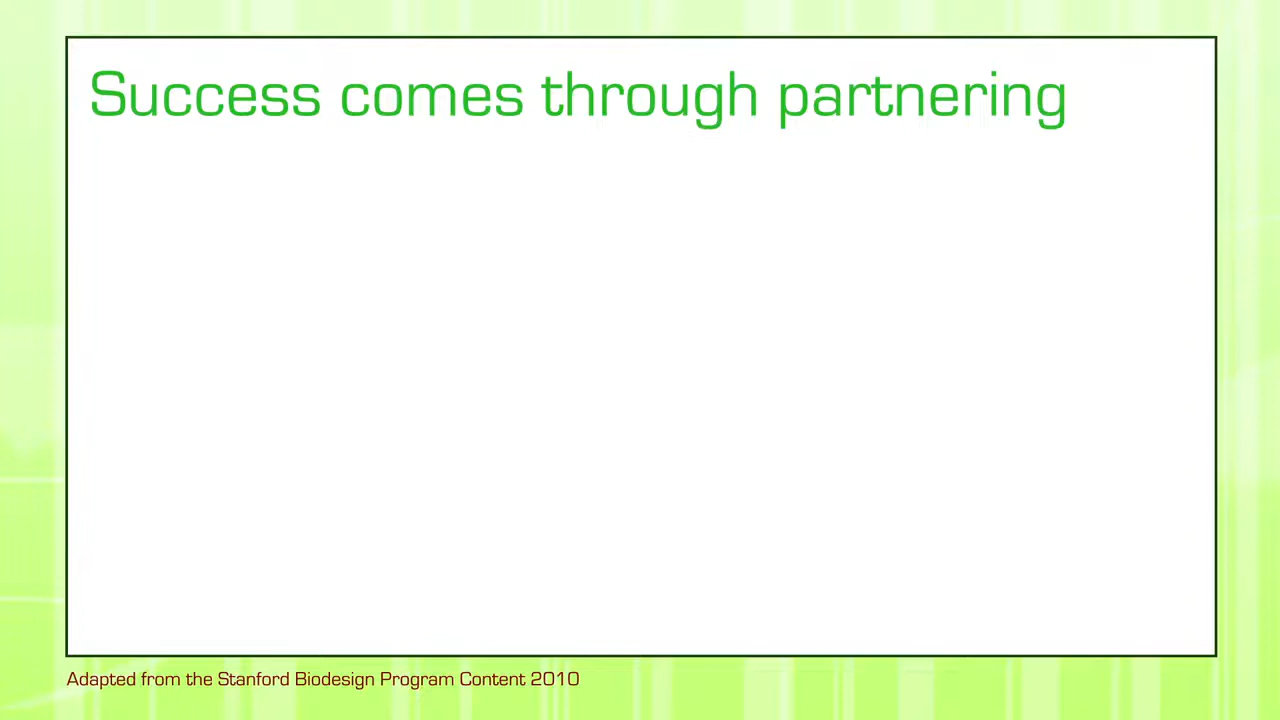 Success comes through partnering
Adapted from the Stanford Biodesign Program Content 2010